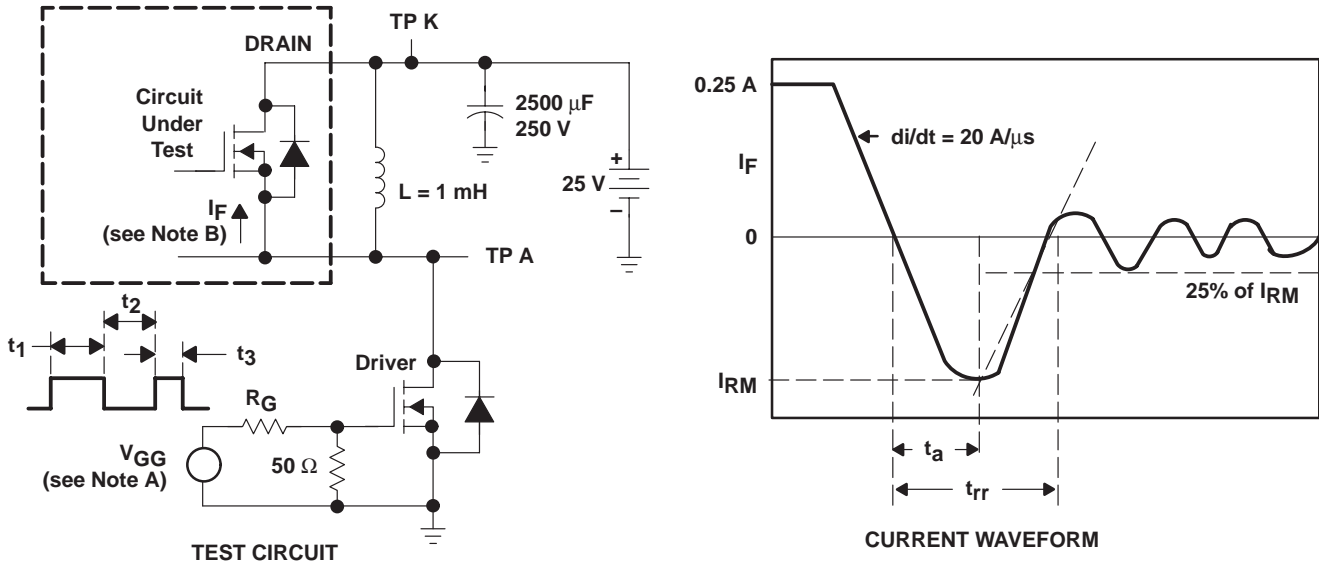 TP K
DRAIN
Circuit
Under
Test
2500 μF
250 V
L = 1 mH
25 V
+
–
IF
(see Note B)
TP A
t2
t1
t3
Driver
RG
VGG
(see Note A)
50 Ω
TEST CIRCUIT
0.25 A
di/dt = 20 A/μs
IF
0
25% of IRM
IRM
ta
trr
CURRENT WAVEFORM